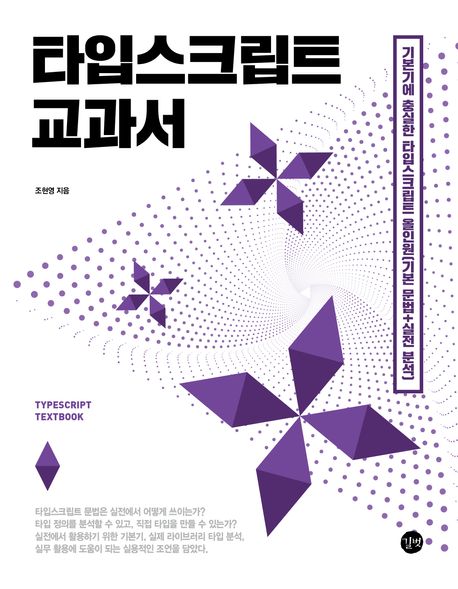 타입스크립트
교과서
기본기에 충실한 타입스크립트 올인원(기본 문법+실전 분석)
조현영 지음
TYPESCRIPT
TEXTBOOK
타입스크립트 문법은 실전에서 어떻게 쓰이는가?
타입 정의를 분석할 수 있고, 직접 타입을 만들 수 있는가?
실전에서 활용하기 위한 기본기, 실제 라이브러리 타입 분석,
실무 활용에 도움이 되는 실용적인 조언을 담았다.
길벗